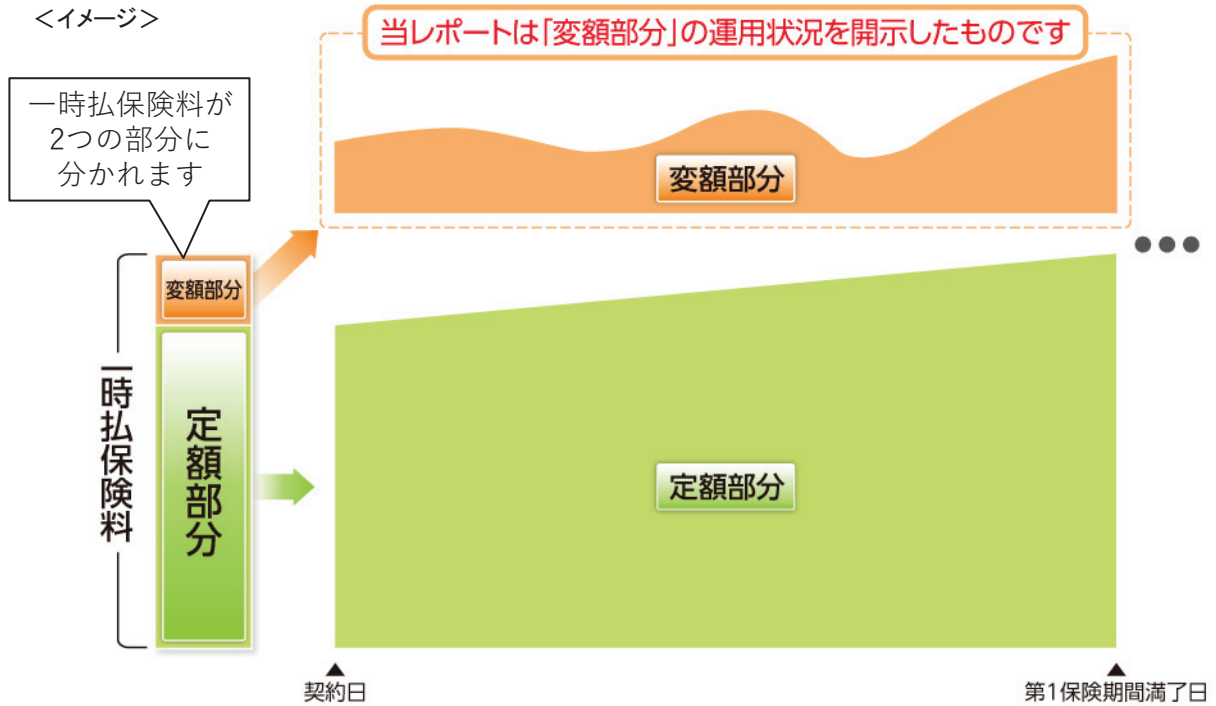 ＜イメージ＞
当レポートは「変額部分」の運用状況を開示したものです
一時払保険料が
2つの部分に
分かれます
変額部分
変額部分
一時払保険料
定額部分
定額部分
契約日
第1保険期間満了日